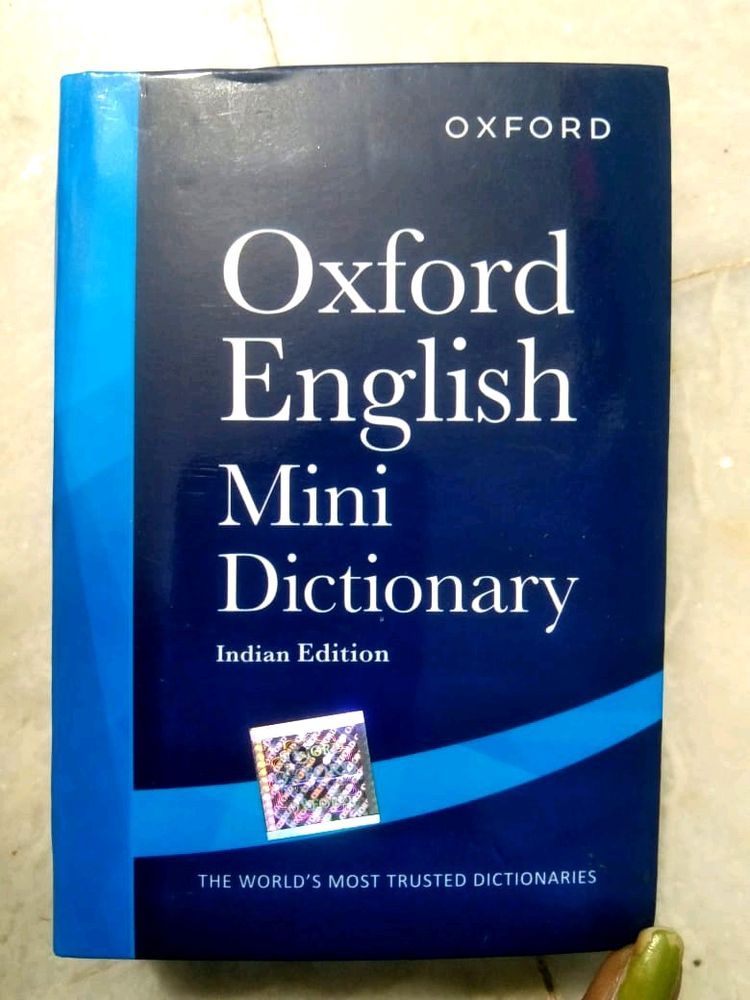 OXFORD
Oxford
English
Mini
Dictionary
Indian Edition
THE WORLD'S MOST TRUSTED DICTIONARIES